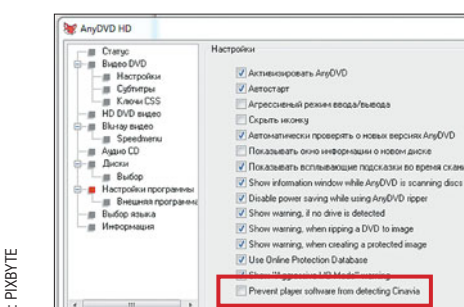 AnyDVD HD
Статус
Видео DVD
Настройки
Субтитры
Ключи CSS
HD DVD видео
Blu-ray видео
Speedmenu
Аудио CD
Диски
Выбор
Настройки программы
Внешняя программа
Выбор языка
Информация
Настройки
Активизировать AnyDVD
Автостарт
Агрессивный режим ввода/вывода
Скрыть иконку
Автоматически проверять о новых версиях AnyDVD
Показывать окно информации о новом диске
Показывать всплывающие подсказки во время скани
Show information window while AnyDVD is scanning discs
Disable power saving while using AnyDVD ripper
Show warning, if no drive is detected
Show warning, when ripping a DVD to image
Show warning, when creating a protected image
Use Online Protection Database
Show "Aggressive I/O Mode" warning
Prevent player software from detecting Cinavia
: PIXBYTE